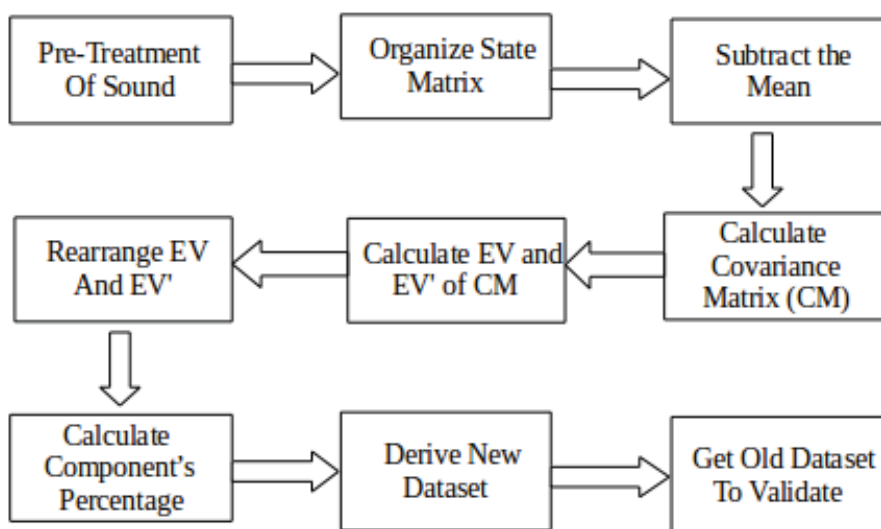 Pre-Treatment
Of Sound
Organize State
Matrix
Subtract the
Mean
Calculate
Covariance
Matrix (CM)
Calculate EV and
EV' of CM
Rearrange EV
And EV'
Calculate
Component's
Percentage
Derive New
Dataset
Get Old Dataset
To Validate